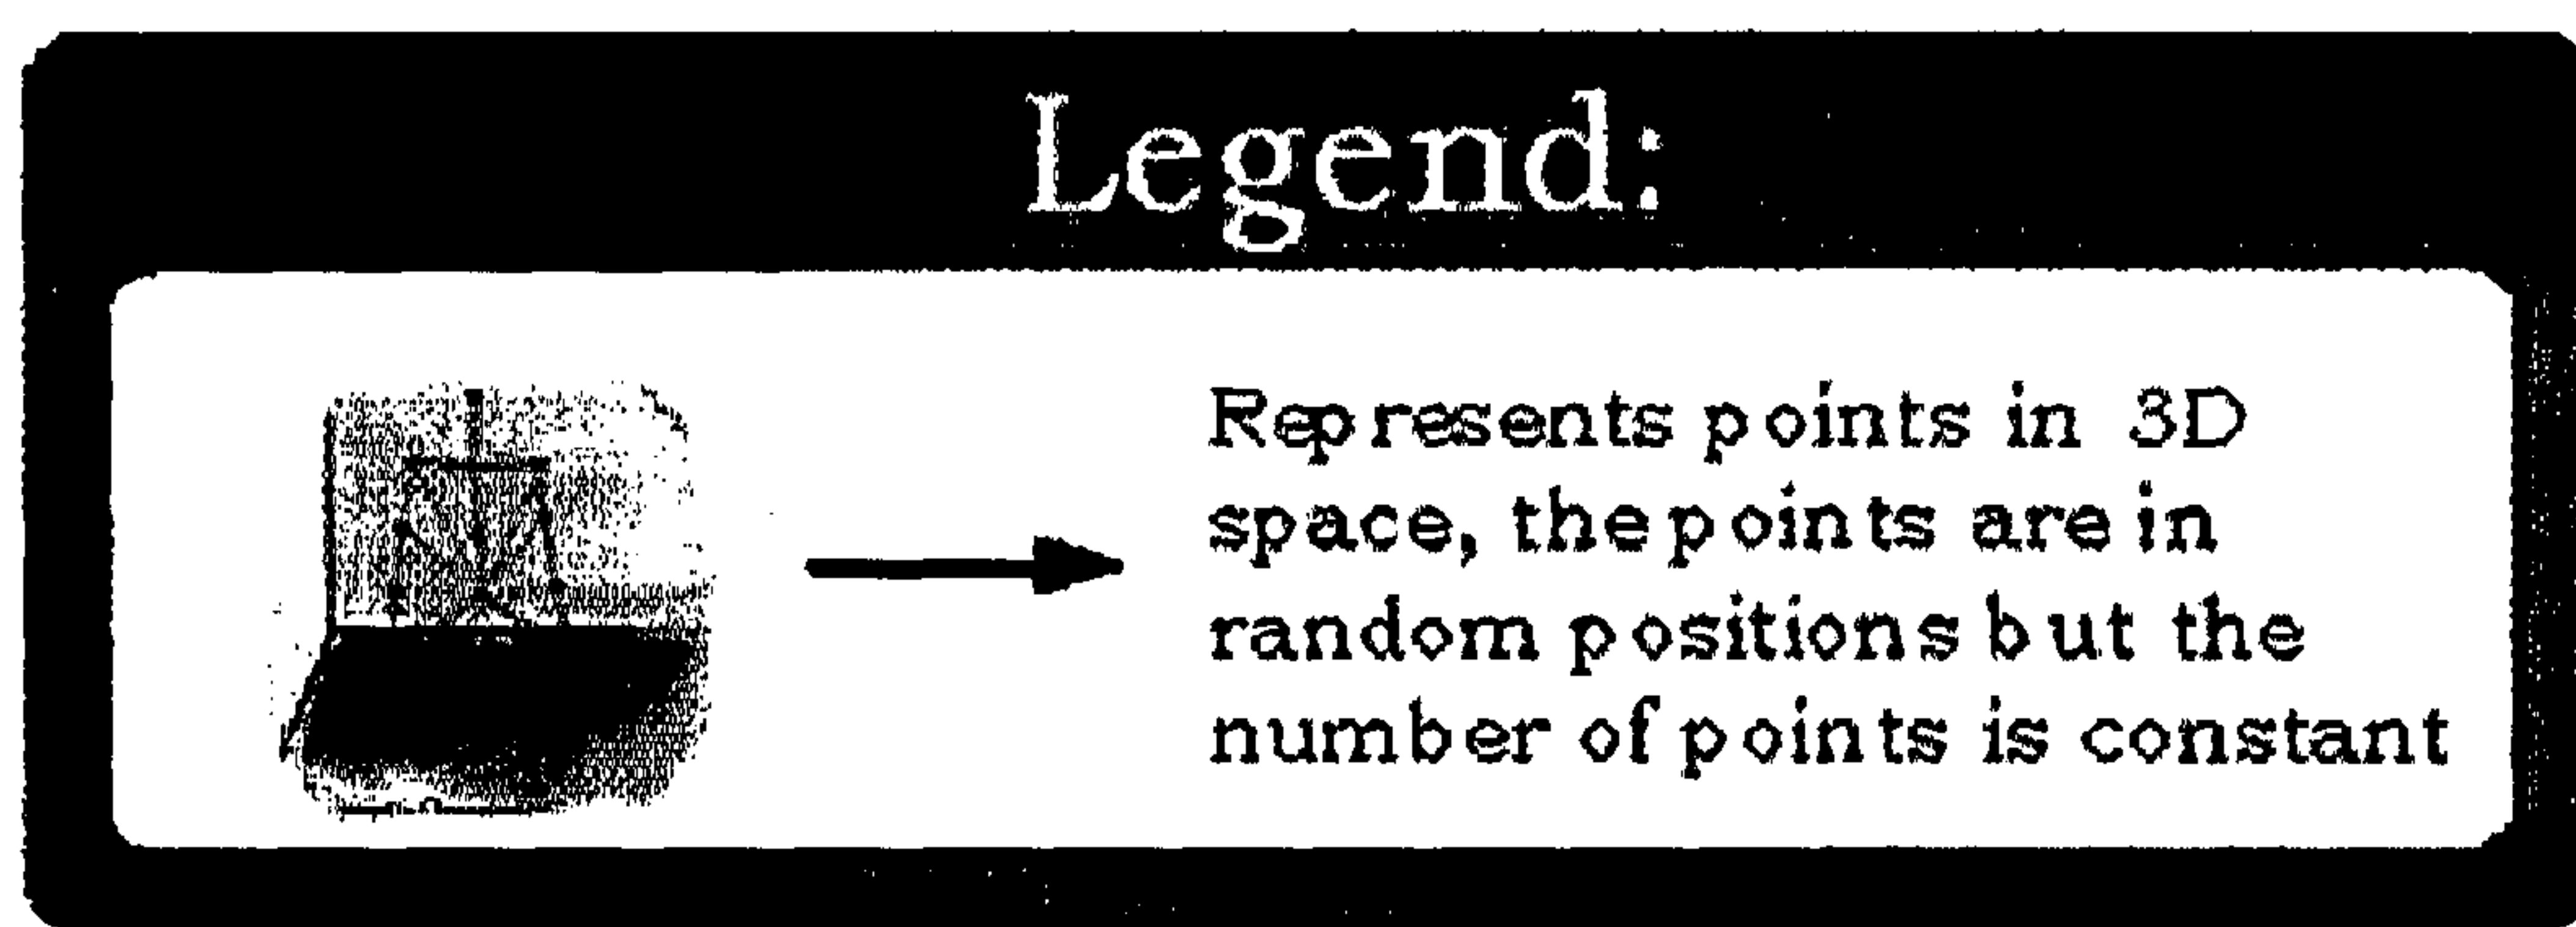 Legend:
Represents points in 3D
space, the points are in
random positions but the
number of points is constant